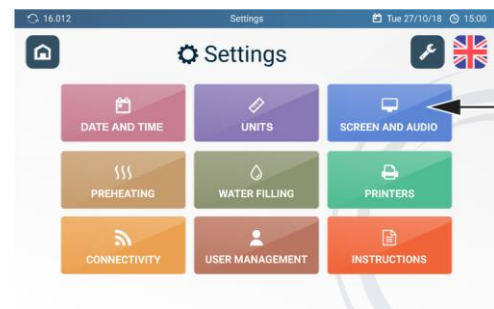 16.012 Settings Tue 27/10/18 15:00
Settings
DATE AND TIME UNITS SCREEN AND AUDIO
PREHEATING WATER FILLING PRINTERS
CONNECTIVITY USER MANAGEMENT INSTRUCTIONS